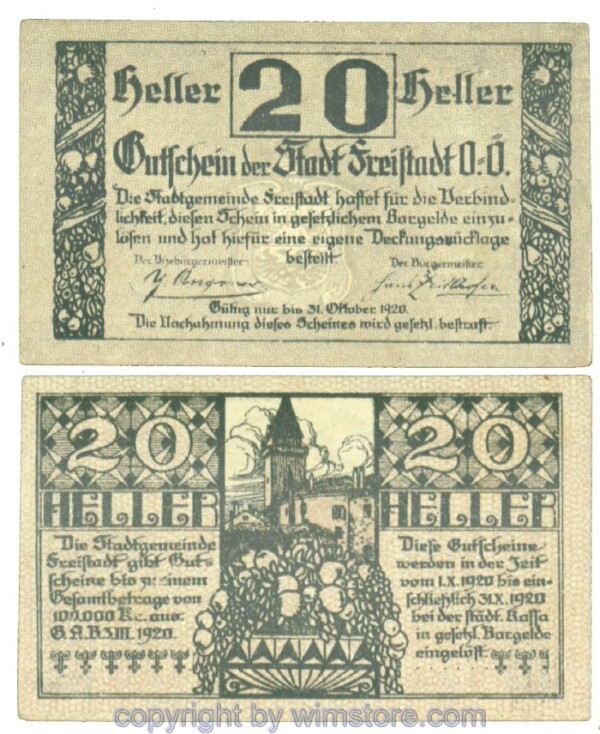 Heller 20 Heller
Gutschein der Stadt Freistadt O-Ö.
Die Stadtgemeinde Freistadt haftet für die Verbind-
lichkeit, diesen Schein in gesetzlichem Bargelde einzu-
lösen und hat hiefür eine eigene Deckungsrücklage
bestellt
Der Vizebürgermeister Der Bürgermeister
Gültig nur bis 31. Oktober 1920.
Die Nachahmung dieses Scheines wird gesetzl. bestraft.
20 20
HELLER HELLER
Die Stadtgemeinde
Freistadt gibt Gut-
scheine bis zu einem
Gesamtbetrage von
100.000 Kr. aus.
G.A.B.3.III. 1920.
Diese Gutscheine
werden in der Zeit
vom 1.X.1920 bis ein-
schließlich 31.X.1920
bei der städt. Kassa
in gesetzl. Bargelde
eingelöst.
copyright by wimstore.com